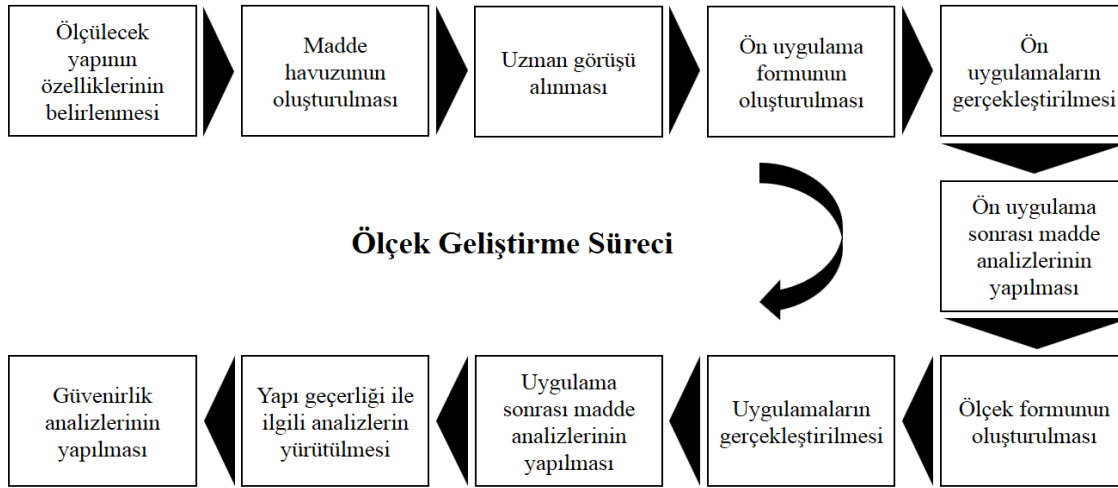 Ölçülecek
yapının
özelliklerinin
belirlenmesi
Madde
havuzunun
oluşturulması
Uzman görüşü
alınması
Ön uygulama
formunun
oluşturulması
Ön
uygulamaların
gerçekleştirilmesi
Ön uygulama
sonrası madde
analizlerinin
yapılması
Ölçek Geliştirme Süreci
Ölçek formunun
oluşturulması
Uygulamaların
gerçekleştirilmesi
Uygulama
sonrası madde
analizlerinin
yapılması
Yapı geçerliği ile
ilgili analizlerin
yürütülmesi
Güvenirlik
analizlerinin
yapılması